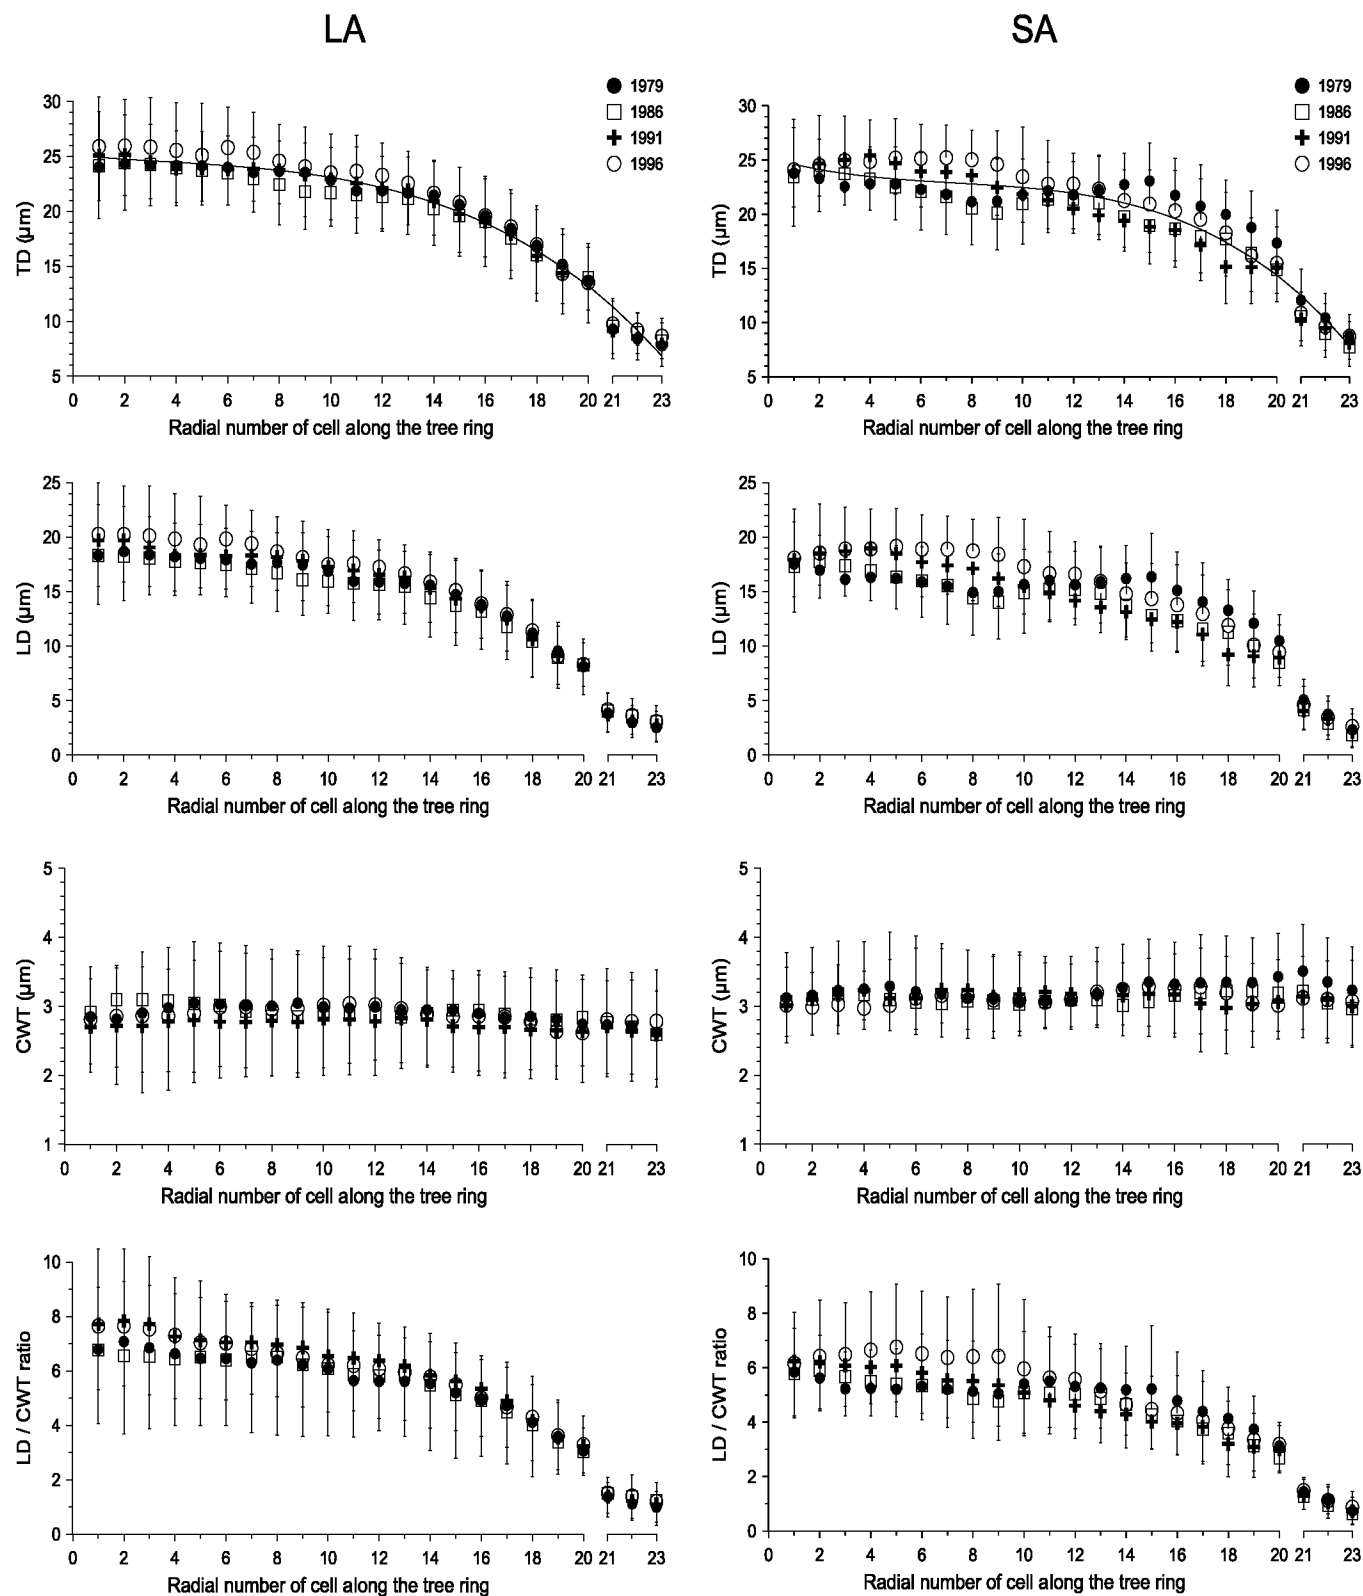 LA
SA
1979
1986
1991
1996
30
25
20
15
10
5
TD (µm)
0 2 4 6 8 10 12 14 16 18 20 21 23
Radial number of cell along the tree ring
1979
1986
1991
1996
30
25
20
15
10
5
TD (µm)
0 2 4 6 8 10 12 14 16 18 20 21 23
Radial number of cell along the tree ring
25
20
15
10
5
0
LD (µm)
0 2 4 6 8 10 12 14 16 18 20 21 23
Radial number of cell along the tree ring
25
20
15
10
5
0
LD (µm)
0 2 4 6 8 10 12 14 16 18 20 21 23
Radial number of cell along the tree ring
5
4
3
2
1
CWT (µm)
0 2 4 6 8 10 12 14 16 18 20 21 23
Radial number of cell along the tree ring
5
4
3
2
1
CWT (µm)
0 2 4 6 8 10 12 14 16 18 20 21 23
Radial number of cell along the tree ring
10
8
6
4
2
0
LD / CWT ratio
0 2 4 6 8 10 12 14 16 18 20 21 23
Radial number of cell along the tree ring
10
8
6
4
2
0
LD / CWT ratio
0 2 4 6 8 10 12 14 16 18 20 21 23
Radial number of cell along the tree ring